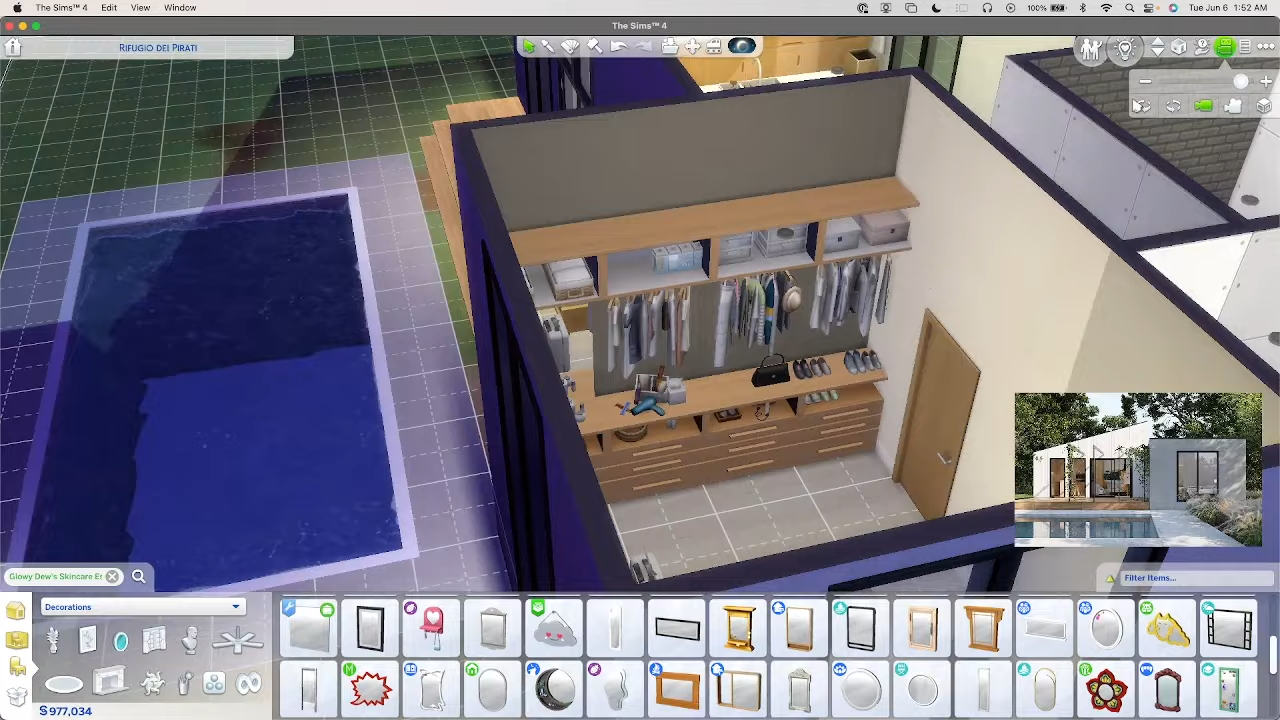 The Sims™ 4 Edit View Window
100%
Tue Jun 6 1:52 AM
The Sims™ 4
RIFUGIO DEI PIRATI
Glowy Dew's Skincare Es
Filter Items...
Decorations
$977,034